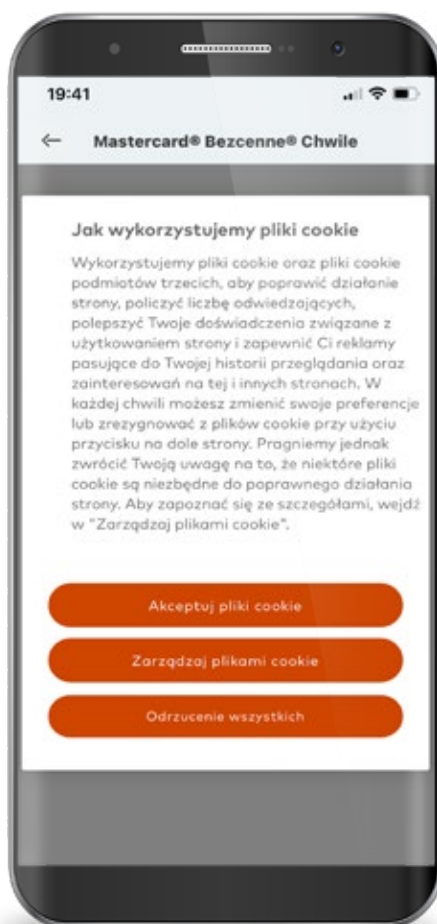 19:41
← Mastercard® Bezcenne® Chwile
Jak wykorzystujemy pliki cookie
Wykorzystujemy pliki cookie oraz pliki cookie
podmiotów trzecich, aby poprawić działanie
strony, policzyć liczbę odwiedzających,
polepszyć Twoje doświadczenia związane z
użytkowaniem strony i zapewnić Ci reklamy
pasujące do Twojej historii przeglądania oraz
zainteresowań na tej i innych stronach. W
każdej chwili możesz zmienić swoje preferencje
lub zrezygnować z plików cookie przy użyciu
przycisku na dole strony. Pragniemy jednak
zwrócić Twoją uwagę na to, że niektóre pliki
cookie są niezbędne do poprawnego działania
strony. Aby zapoznać się ze szczegółami, wejdź
w "Zarządzaj plikami cookie".
Akceptuj pliki cookie
Zarządzaj plikami cookie
Odrzucenie wszystkich